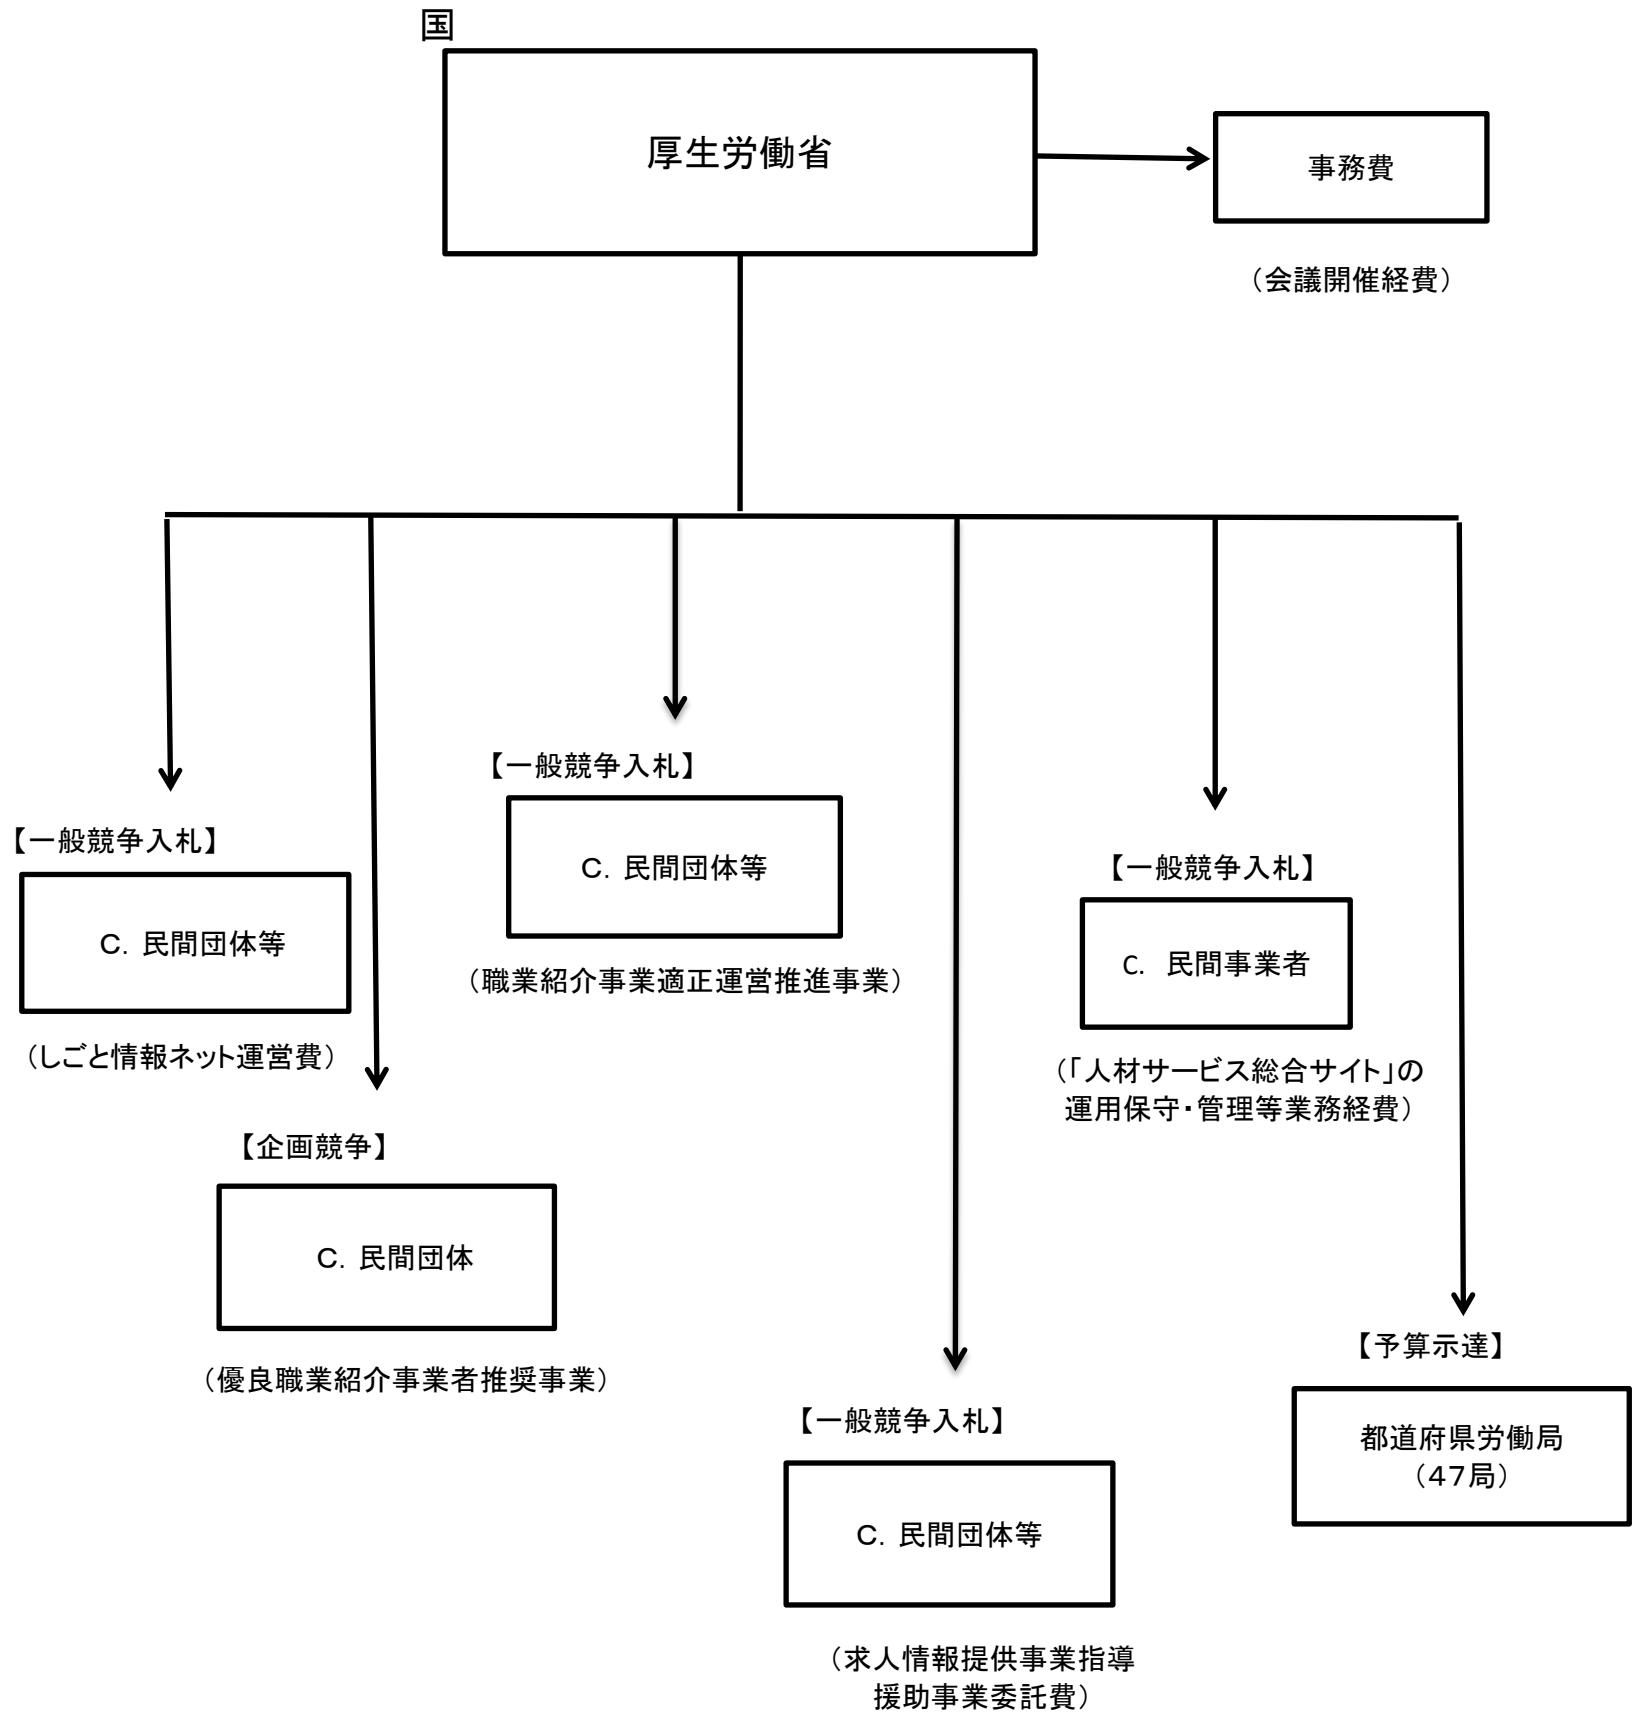 国
厚生労働省
事務費
（会議開催経費）
【一般競争入札】
C. 民間団体等
（しごと情報ネット運営費）
【企画競争】
C. 民間団体
（優良職業紹介事業者推奨事業）
【一般競争入札】
C. 民間団体等
（職業紹介事業適正運営推進事業）
【一般競争入札】
C. 民間団体等
（求人情報提供事業指導
援助事業委託費）
【一般競争入札】
C. 民間事業者
（「人材サービス総合サイト」の
運用保守・管理等業務経費）
【予算示達】
都道府県労働局
（４７局）